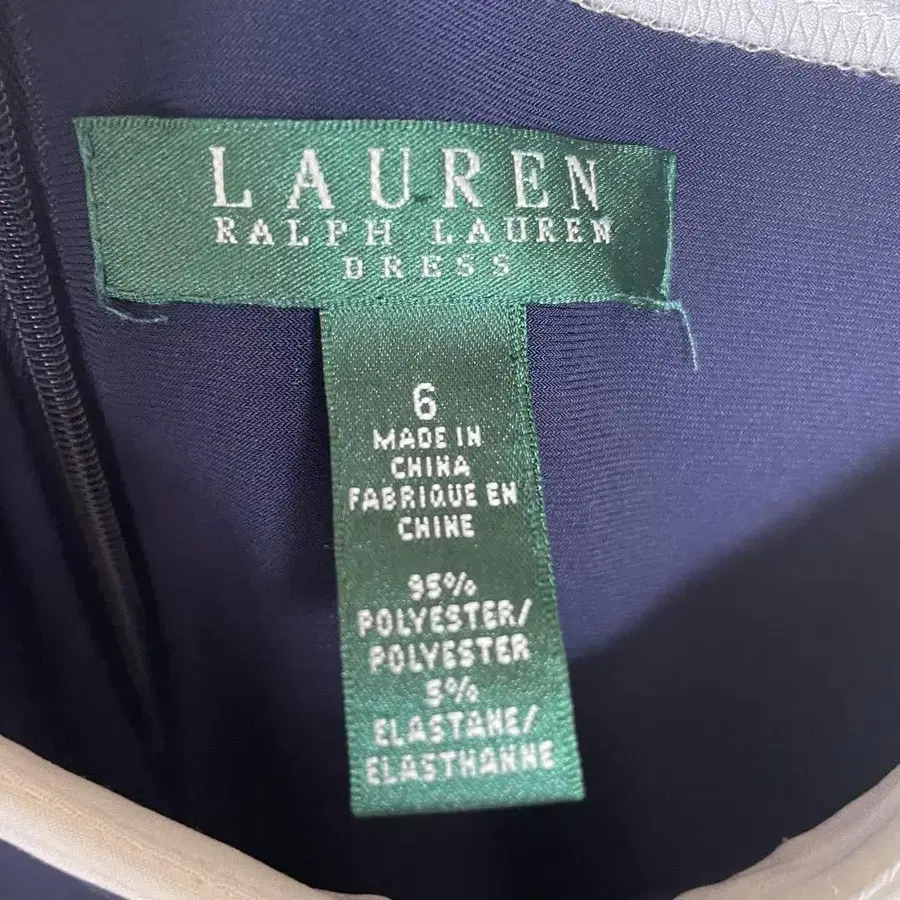 LAUREN
RALPH LAUREN
DRESS
6
MADE IN
CHINA
FABRIQUE EN
CHINE
95%
POLYESTER/
POLYESTER
5%
ELASTANE/
ELASTHANNE